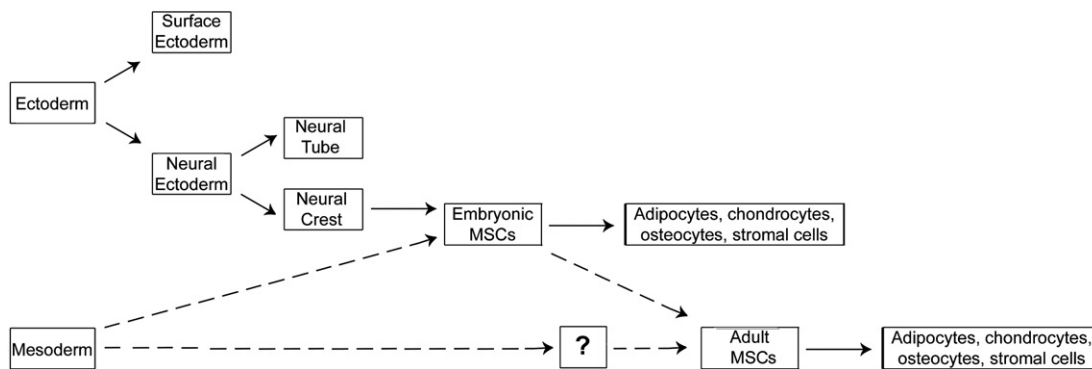 Surface
Ectoderm
Ectoderm
Neural
Tube
Neural
Ectoderm
Neural
Crest
Embryonic
MSCs
Adipocytes, chondrocytes,
osteocytes, stromal cells
Mesoderm
?
Adult
MSCs
Adipocytes, chondrocytes,
osteocytes, stromal cells